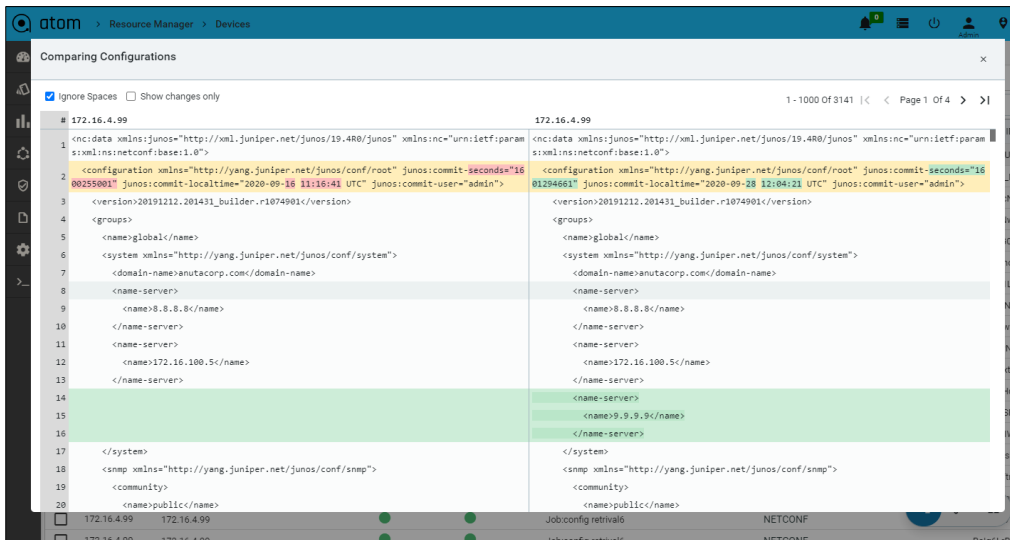 atom > Resource Manager > Devices
0
Admin
Comparing Configurations
×
Ignore Spaces Show changes only
1 - 1000 Of 3141 |< < Page 1 Of 4 > >|
# 172.16.4.99 172.16.4.99
1 <nc:data xmlns:junos="http://xml.juniper.net/junos/19.4R0/junos" xmlns:nc="urn:ietf:param <nc:data xmlns:junos="http://xml.juniper.net/junos/19.4R0/junos" xmlns:nc="urn:ietf:param
s:xml:ns:netconf:base:1.0"> s:xml:ns:netconf:base:1.0">
2 <configuration xmlns="http://yang.juniper.net/junos/conf/root" junos:commit-seconds="16 <configuration xmlns="http://yang.juniper.net/junos/conf/root" junos:commit-seconds="16
00255001" junos:commit-localtime="2020-09-16 11:16:41 UTC" junos:commit-user="admin"> 01294661" junos:commit-localtime="2020-09-28 12:04:21 UTC" junos:commit-user="admin">
3 <version>20191212.201431_builder.r1074901</version> <version>20191212.201431_builder.r1074901</version>
4 <groups> <groups>
5 <name>global</name> <name>global</name>
6 <system xmlns="http://yang.juniper.net/junos/conf/system"> <system xmlns="http://yang.juniper.net/junos/conf/system">
7 <domain-name>anutacorp.com</domain-name> <domain-name>anutacorp.com</domain-name>
8 <name-server> <name-server>
9 <name>8.8.8.8</name> <name>8.8.8.8</name>
10 </name-server> </name-server>
11 <name-server> <name-server>
12 <name>172.16.100.5</name> <name>172.16.100.5</name>
13 </name-server> </name-server>
14 <name-server>
15 <name>9.9.9.9</name>
16 </name-server>
17 </system> </system>
18 <snmp xmlns="http://yang.juniper.net/junos/conf/snmp"> <snmp xmlns="http://yang.juniper.net/junos/conf/snmp">
19 <community> <community>
20 <name>public</name> <name>public</name>
172.16.4.99 172.16.4.99 Job:config retrival6 NETCONF